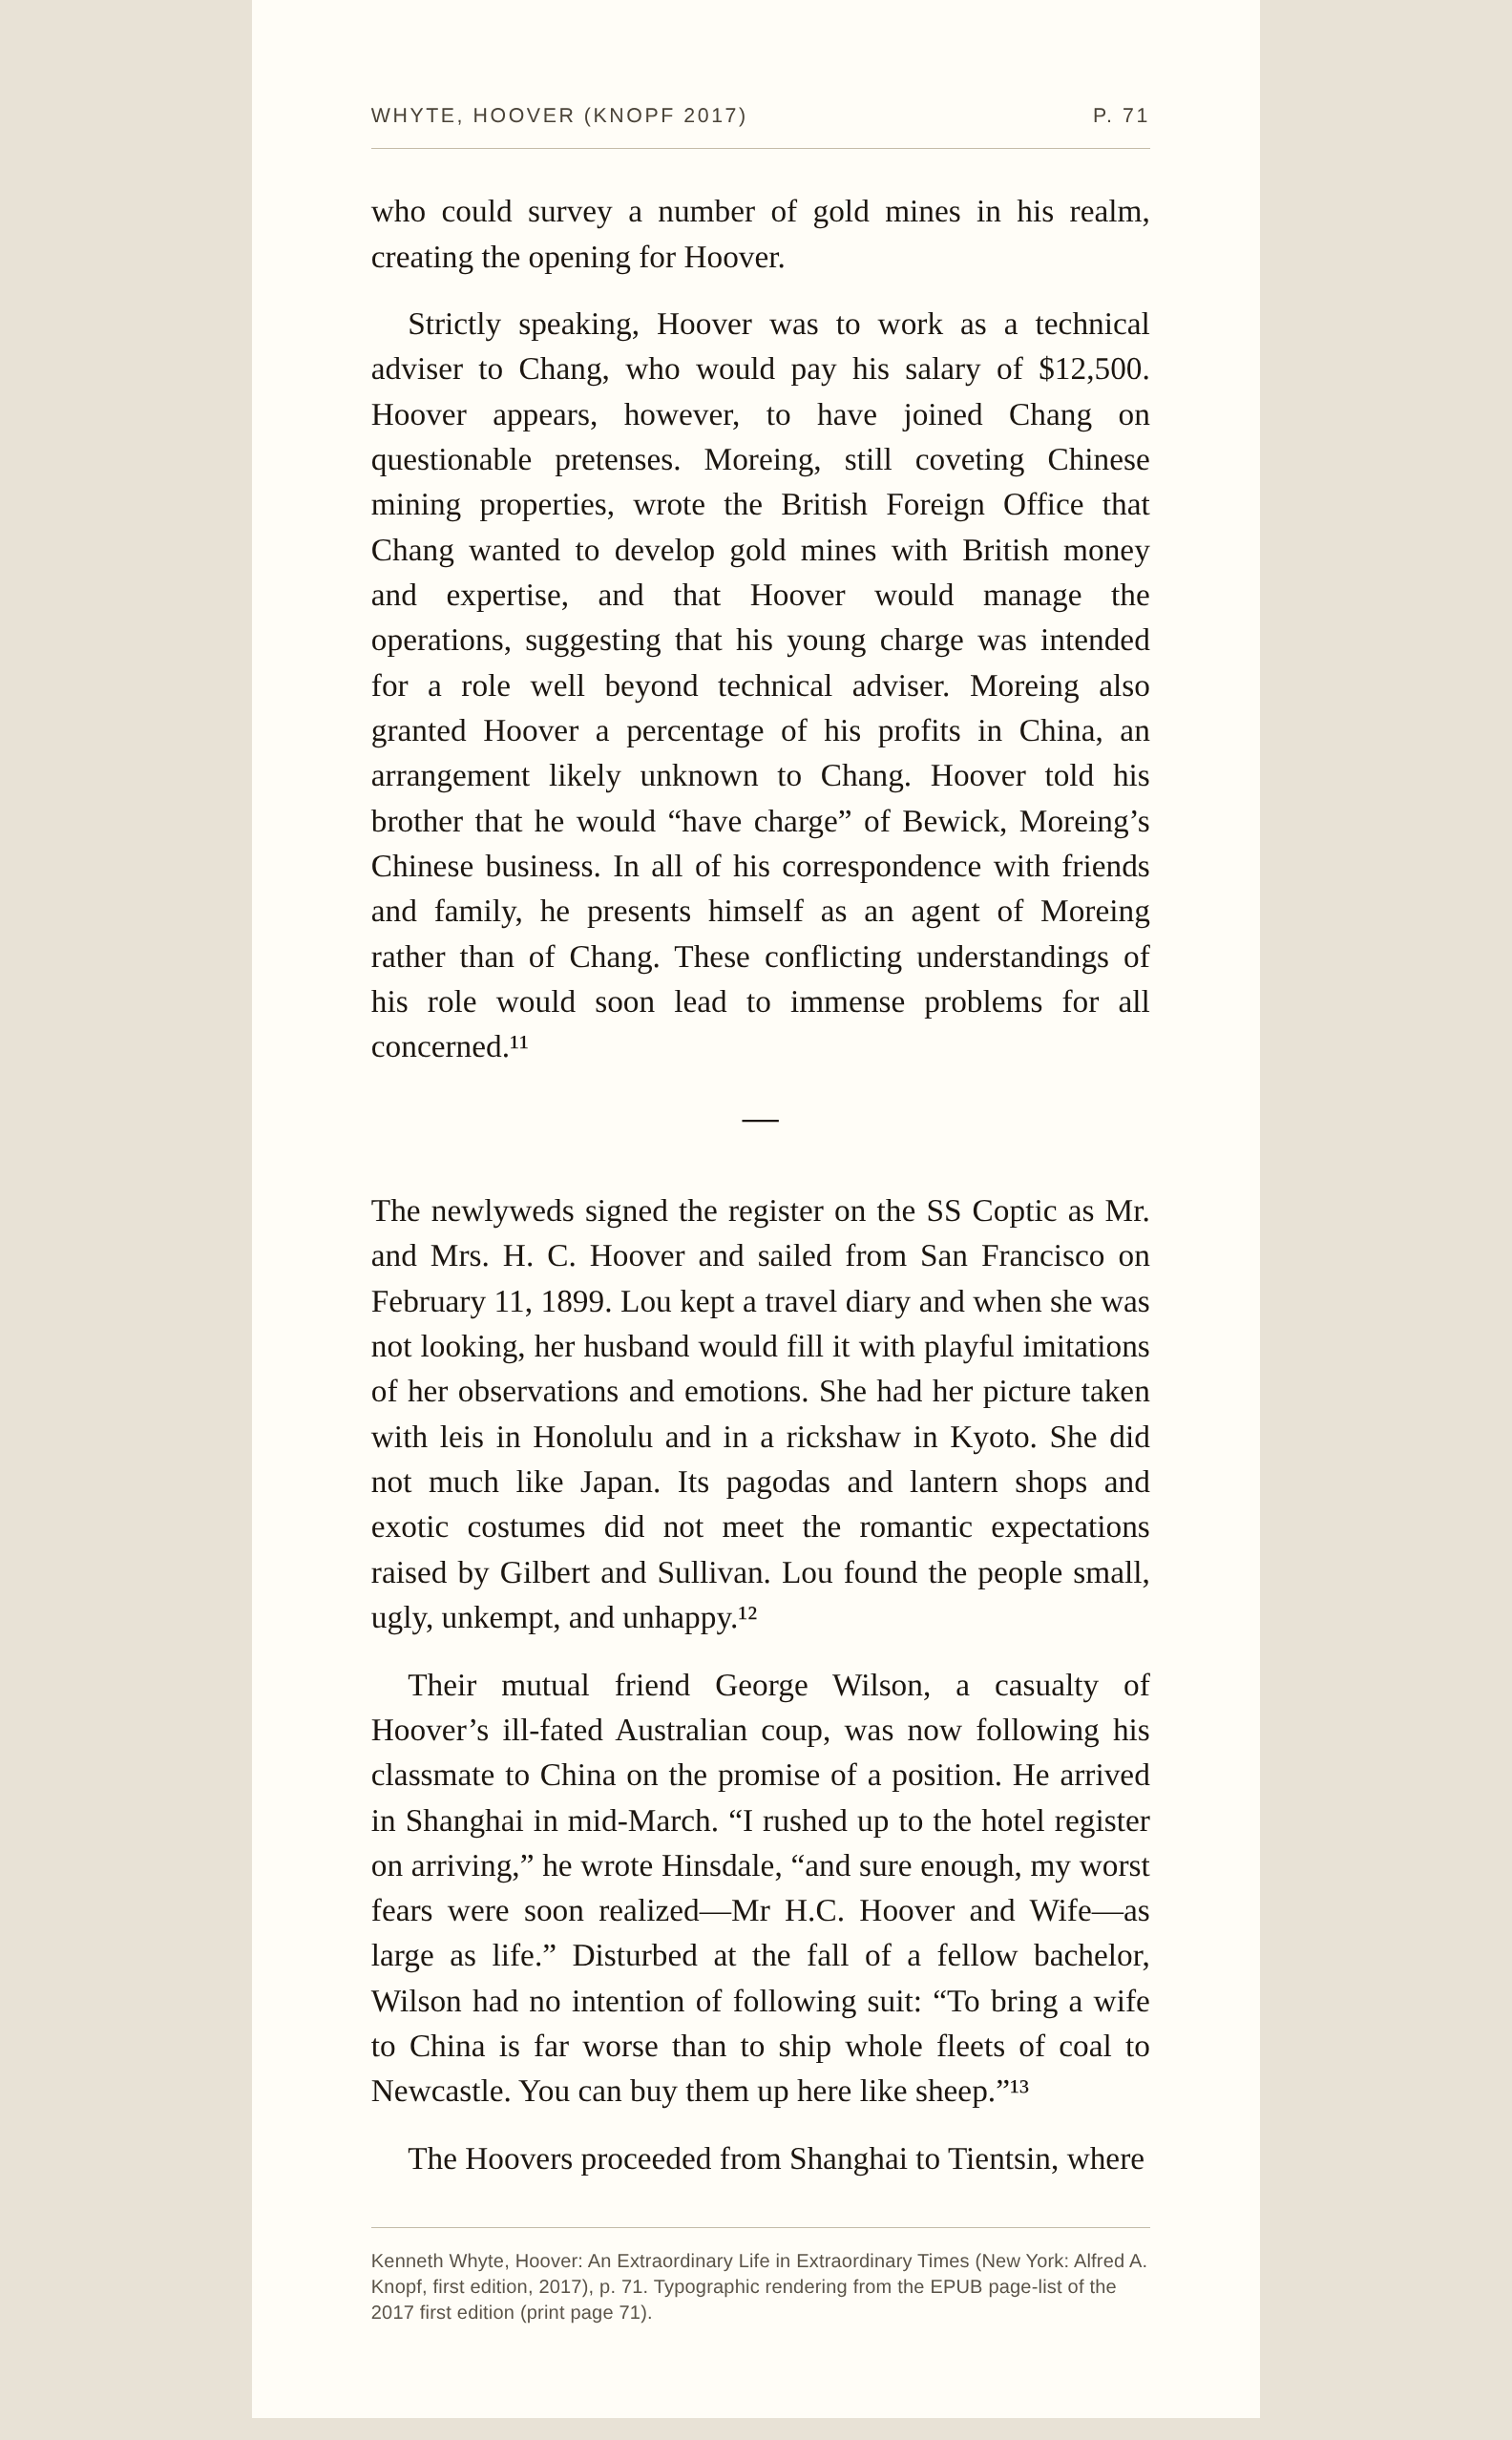 WHYTE, HOOVER (KNOPF 2017) P. 71
who could survey a number of gold mines in his realm,
creating the opening for Hoover.
Strictly speaking, Hoover was to work as a technical
adviser to Chang, who would pay his salary of $12,500.
Hoover appears, however, to have joined Chang on
questionable pretenses. Moreing, still coveting Chinese
mining properties, wrote the British Foreign Office that
Chang wanted to develop gold mines with British money
and expertise, and that Hoover would manage the
operations, suggesting that his young charge was intended
for a role well beyond technical adviser. Moreing also
granted Hoover a percentage of his profits in China, an
arrangement likely unknown to Chang. Hoover told his
brother that he would “have charge” of Bewick, Moreing’s
Chinese business. In all of his correspondence with friends
and family, he presents himself as an agent of Moreing
rather than of Chang. These conflicting understandings of
his role would soon lead to immense problems for all
concerned.¹¹
—
The newlyweds signed the register on the SS Coptic as Mr.
and Mrs. H. C. Hoover and sailed from San Francisco on
February 11, 1899. Lou kept a travel diary and when she was
not looking, her husband would fill it with playful imitations
of her observations and emotions. She had her picture taken
with leis in Honolulu and in a rickshaw in Kyoto. She did
not much like Japan. Its pagodas and lantern shops and
exotic costumes did not meet the romantic expectations
raised by Gilbert and Sullivan. Lou found the people small,
ugly, unkempt, and unhappy.¹²
Their mutual friend George Wilson, a casualty of
Hoover’s ill-fated Australian coup, was now following his
classmate to China on the promise of a position. He arrived
in Shanghai in mid-March. “I rushed up to the hotel register
on arriving,” he wrote Hinsdale, “and sure enough, my worst
fears were soon realized—Mr H.C. Hoover and Wife—as
large as life.” Disturbed at the fall of a fellow bachelor,
Wilson had no intention of following suit: “To bring a wife
to China is far worse than to ship whole fleets of coal to
Newcastle. You can buy them up here like sheep.”¹³
The Hoovers proceeded from Shanghai to Tientsin, where
Kenneth Whyte, Hoover: An Extraordinary Life in Extraordinary Times (New York: Alfred A.
Knopf, first edition, 2017), p. 71. Typographic rendering from the EPUB page-list of the
2017 first edition (print page 71).